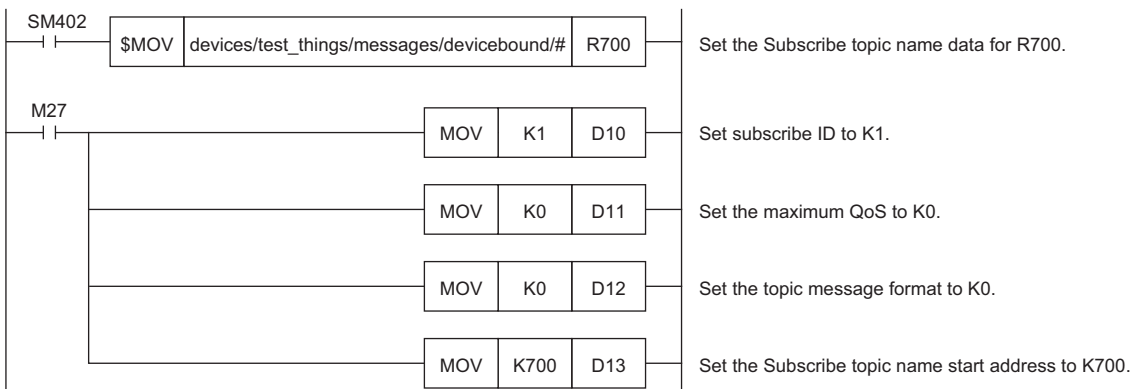 SM402
$MOV devices/test_things/messages/devicebound/# R700 Set the Subscribe topic name data for R700.
M27
MOV K1 D10 Set subscribe ID to K1.
MOV K0 D11 Set the maximum QoS to K0.
MOV K0 D12 Set the topic message format to K0.
MOV K700 D13 Set the Subscribe topic name start address to K700.